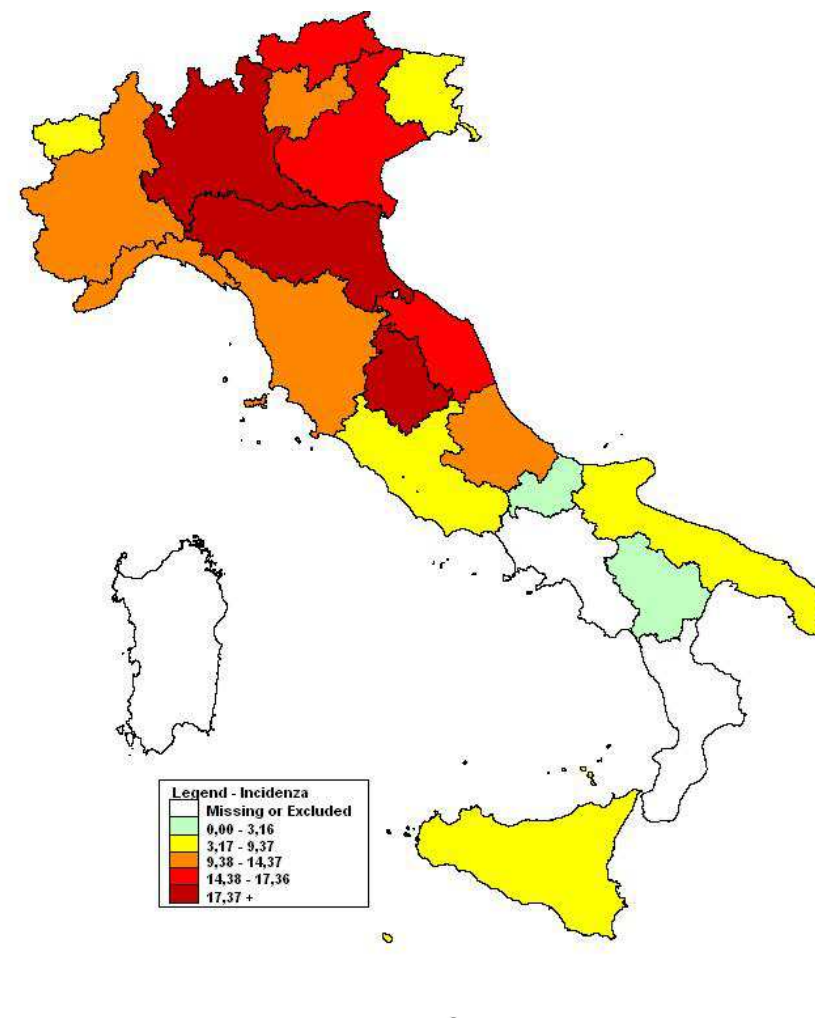 Legend - Incidenza
Missing or Excluded
0,00 - 3,16
3,17 - 9,37
9,38 - 14,37
14,38 - 17,36
17,37 +